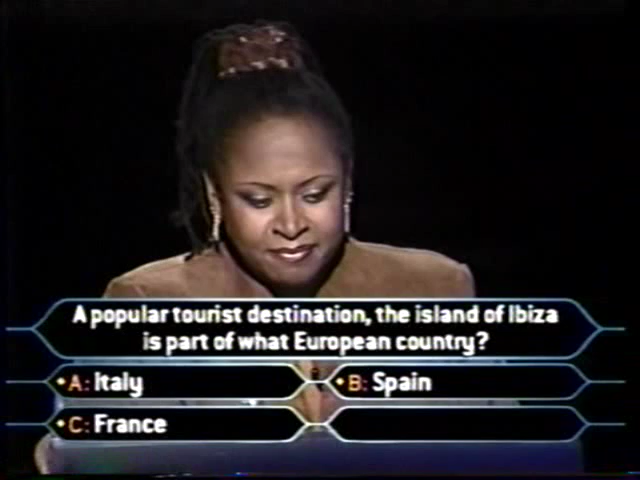 A popular tourist destination, the island of Ibiza
is part of what European country?
A: Italy
B: Spain
C: France